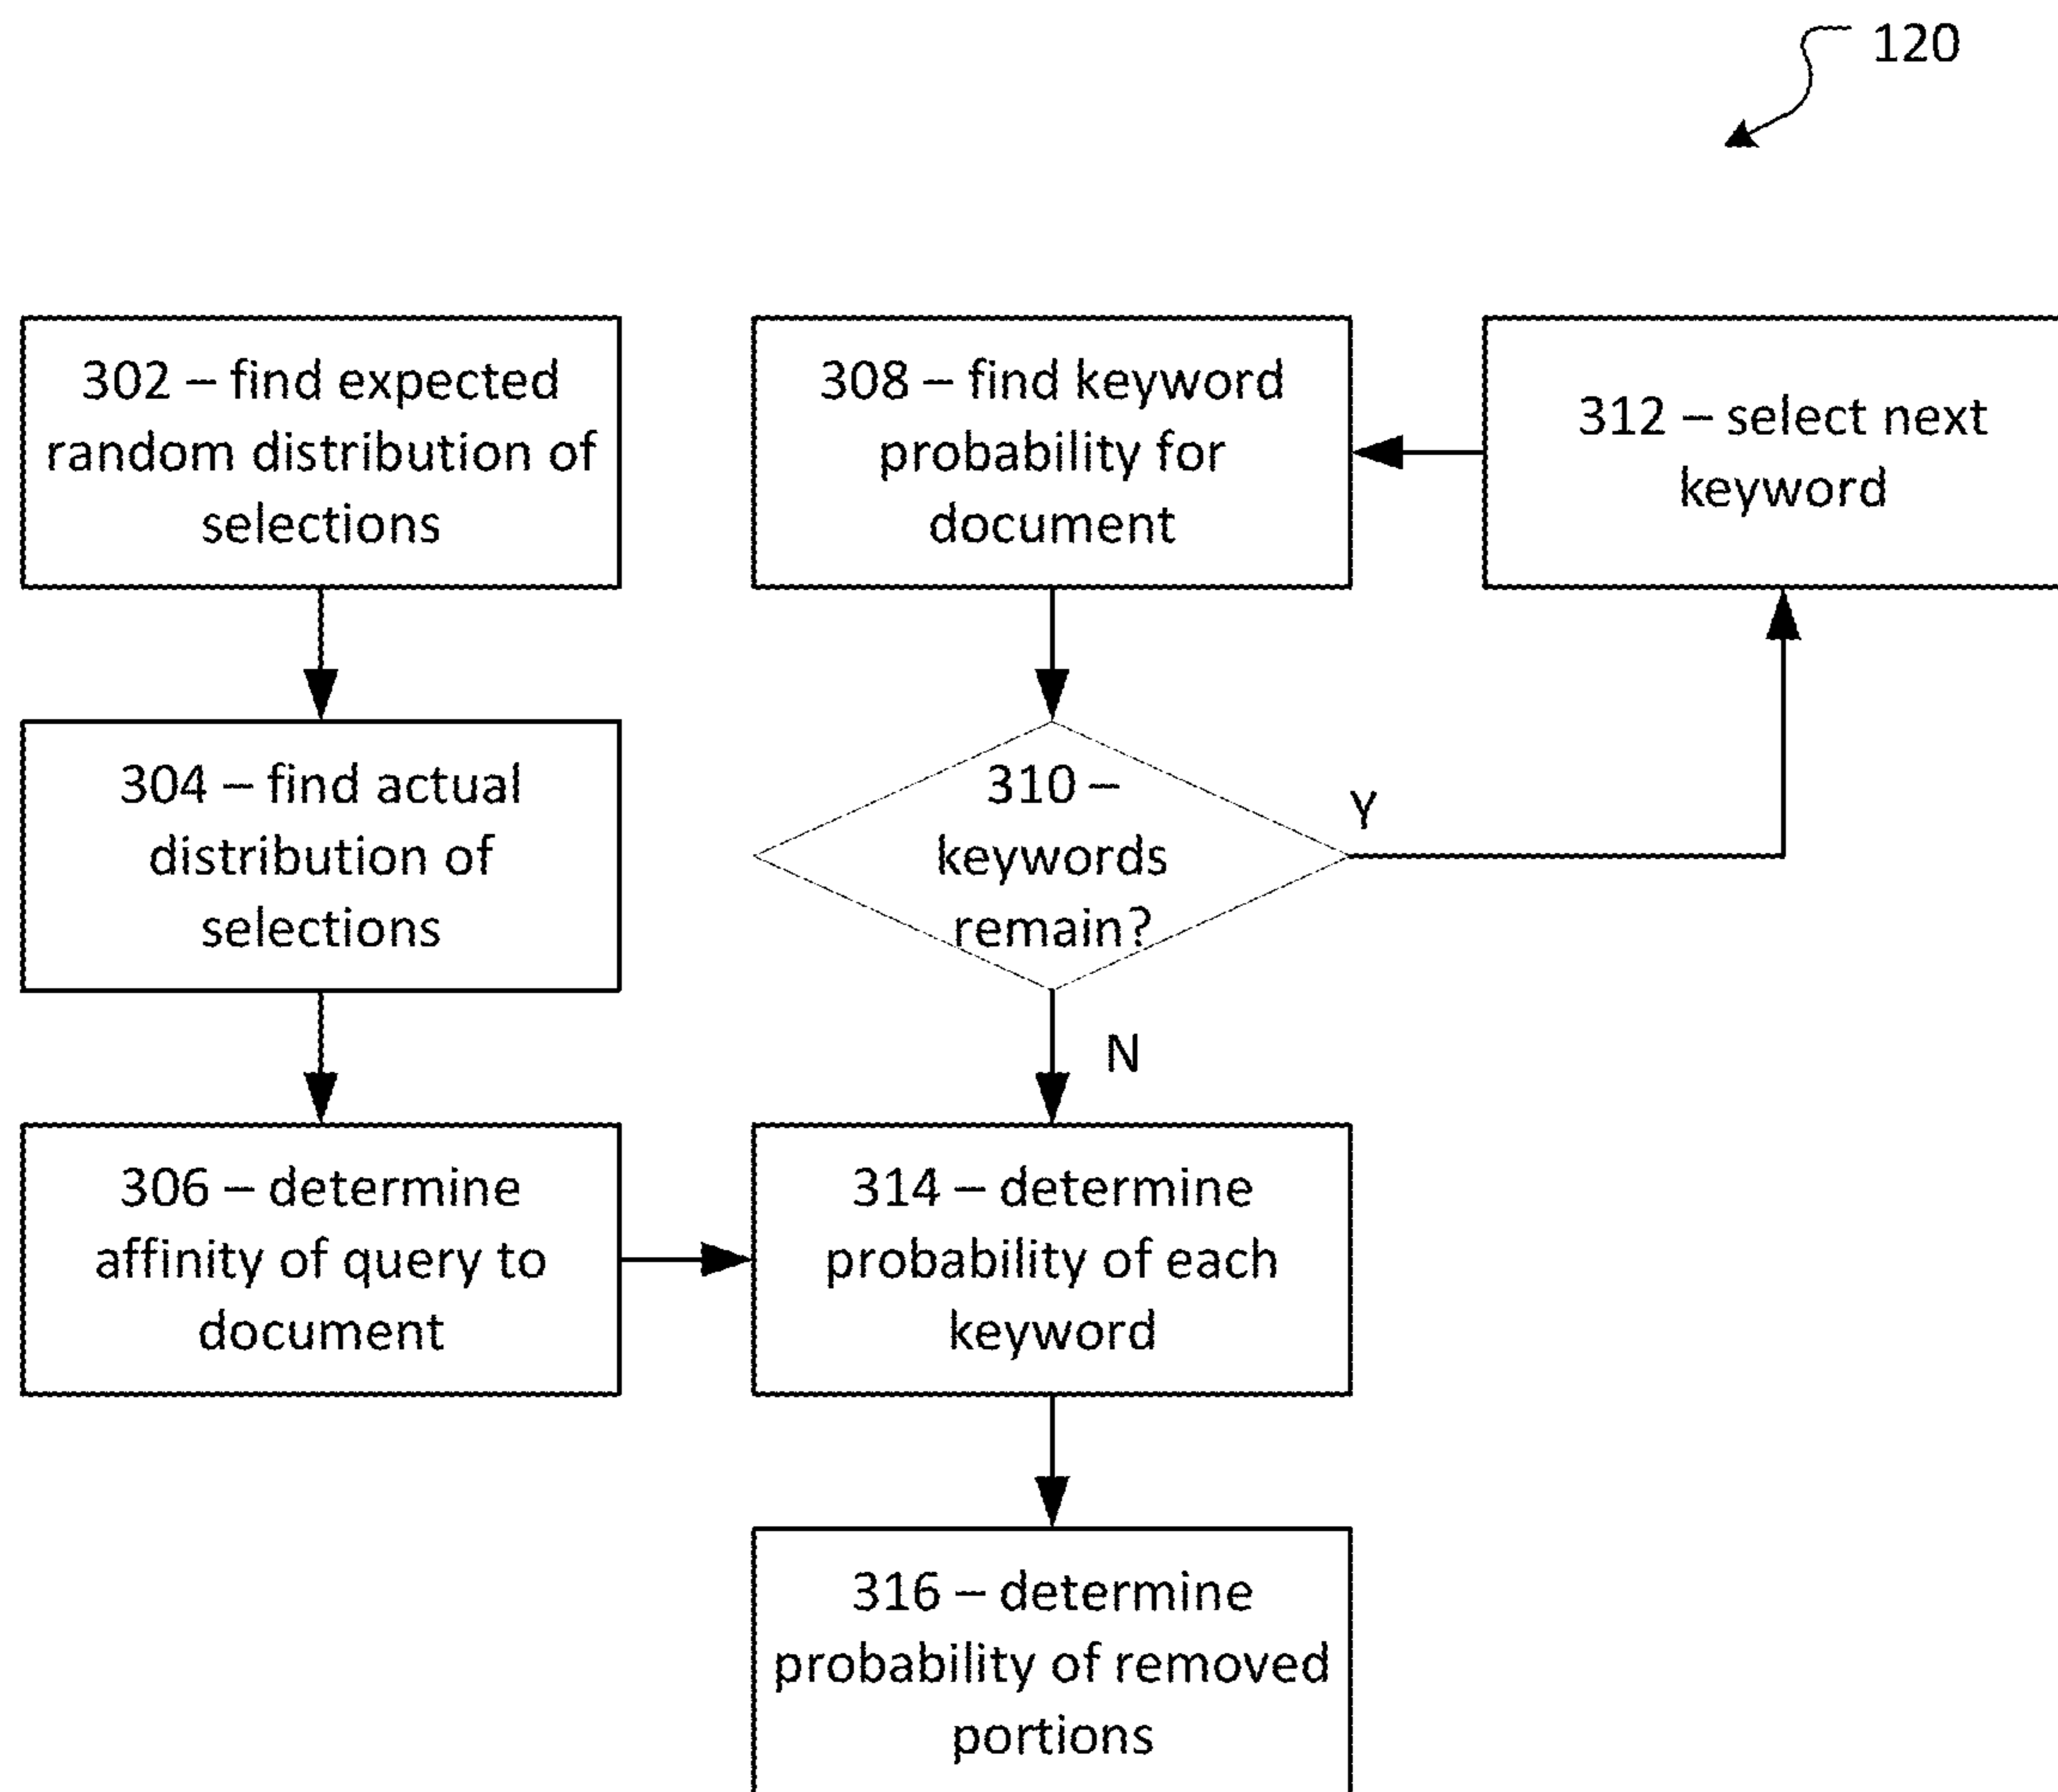 120
302 – find expected
random distribution of
selections
308 – find keyword
probability for
document
312 – select next
keyword
304 – find actual
distribution of
selections
310 –
keywords
remain?
Y
N
306 – determine
affinity of query to
document
314 – determine
probability of each
keyword
316 – determine
probability of removed
portions